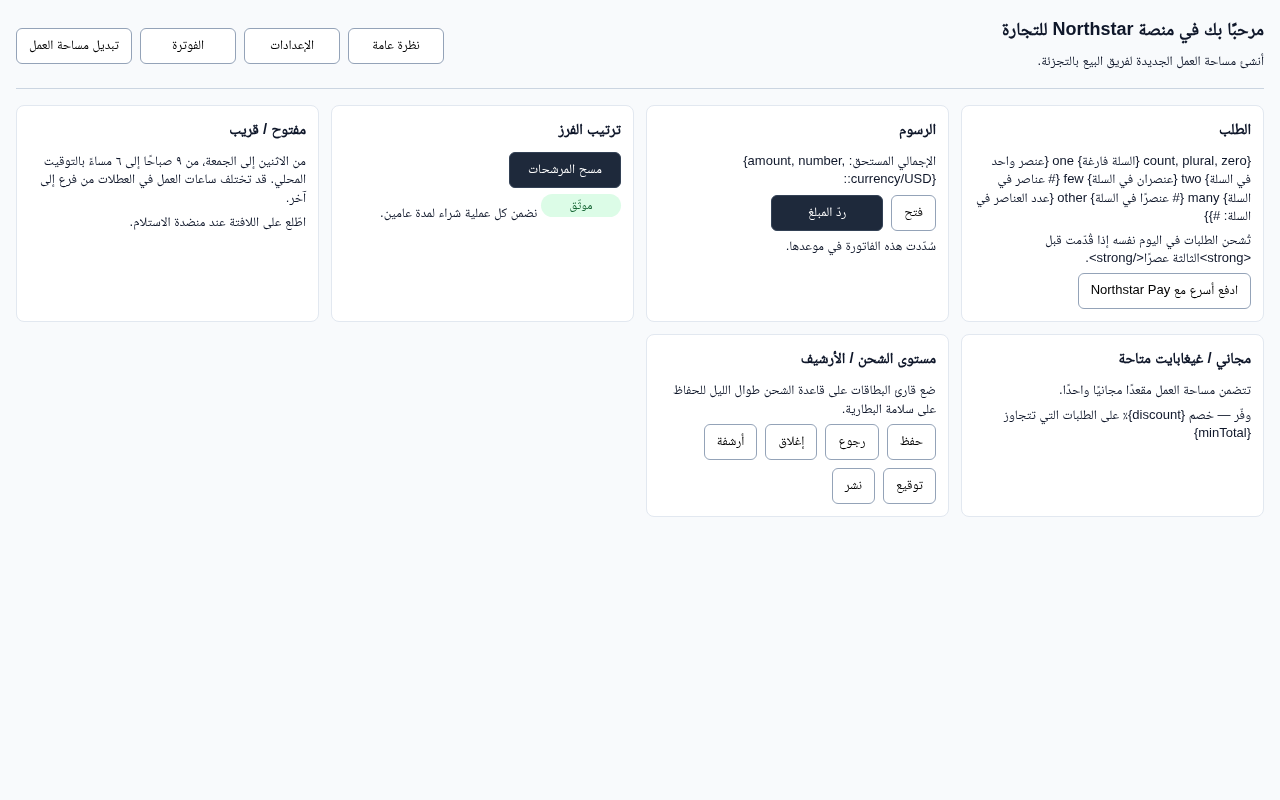 مرحبًا بك في منصة Northstar للتجارة
أنشئ مساحة العمل الجديدة لفريق البيع بالتجزئة.
نظرة عامة
الإعدادات
الفوترة
تبديل مساحة العمل
الطلب
{count, plural, zero {السلة فارغة} one {عنصر واحد
في السلة} two {عنصران في السلة} few {# عناصر في
السلة} many {# عنصرًا في السلة} other {عدد العناصر في
السلة: #}}
تُشحن الطلبات في اليوم نفسه إذا قُدّمت قبل
<strong>الثالثة عصرًا</strong>.
ادفع أسرع مع Northstar Pay
الرسوم
الإجمالي المستحق: {amount, number,
::currency/USD}
فتح
ردّ المبلغ
سُدّدت هذه الفاتورة في موعدها.
ترتيب الفرز
مسح المرشحات
موثّق
نضمن كل عملية شراء لمدة عامين.
مفتوح / قريب
من الاثنين إلى الجمعة، من ٩ صباحًا إلى ٦ مساءً بالتوقيت
المحلي. قد تختلف ساعات العمل في العطلات من فرع إلى
آخر.
اطّلع على اللافتة عند منضدة الاستلام.
مجاني / غيغابايت متاحة
تتضمن مساحة العمل مقعدًا مجانيًا واحدًا.
وفّر — خصم {discount}٪ على الطلبات التي تتجاوز
{minTotal}
مستوى الشحن / الأرشيف
ضع قارئ البطاقات على قاعدة الشحن طوال الليل للحفاظ
على سلامة البطارية.
حفظ
رجوع
إغلاق
أرشفة
توقيع
نشر